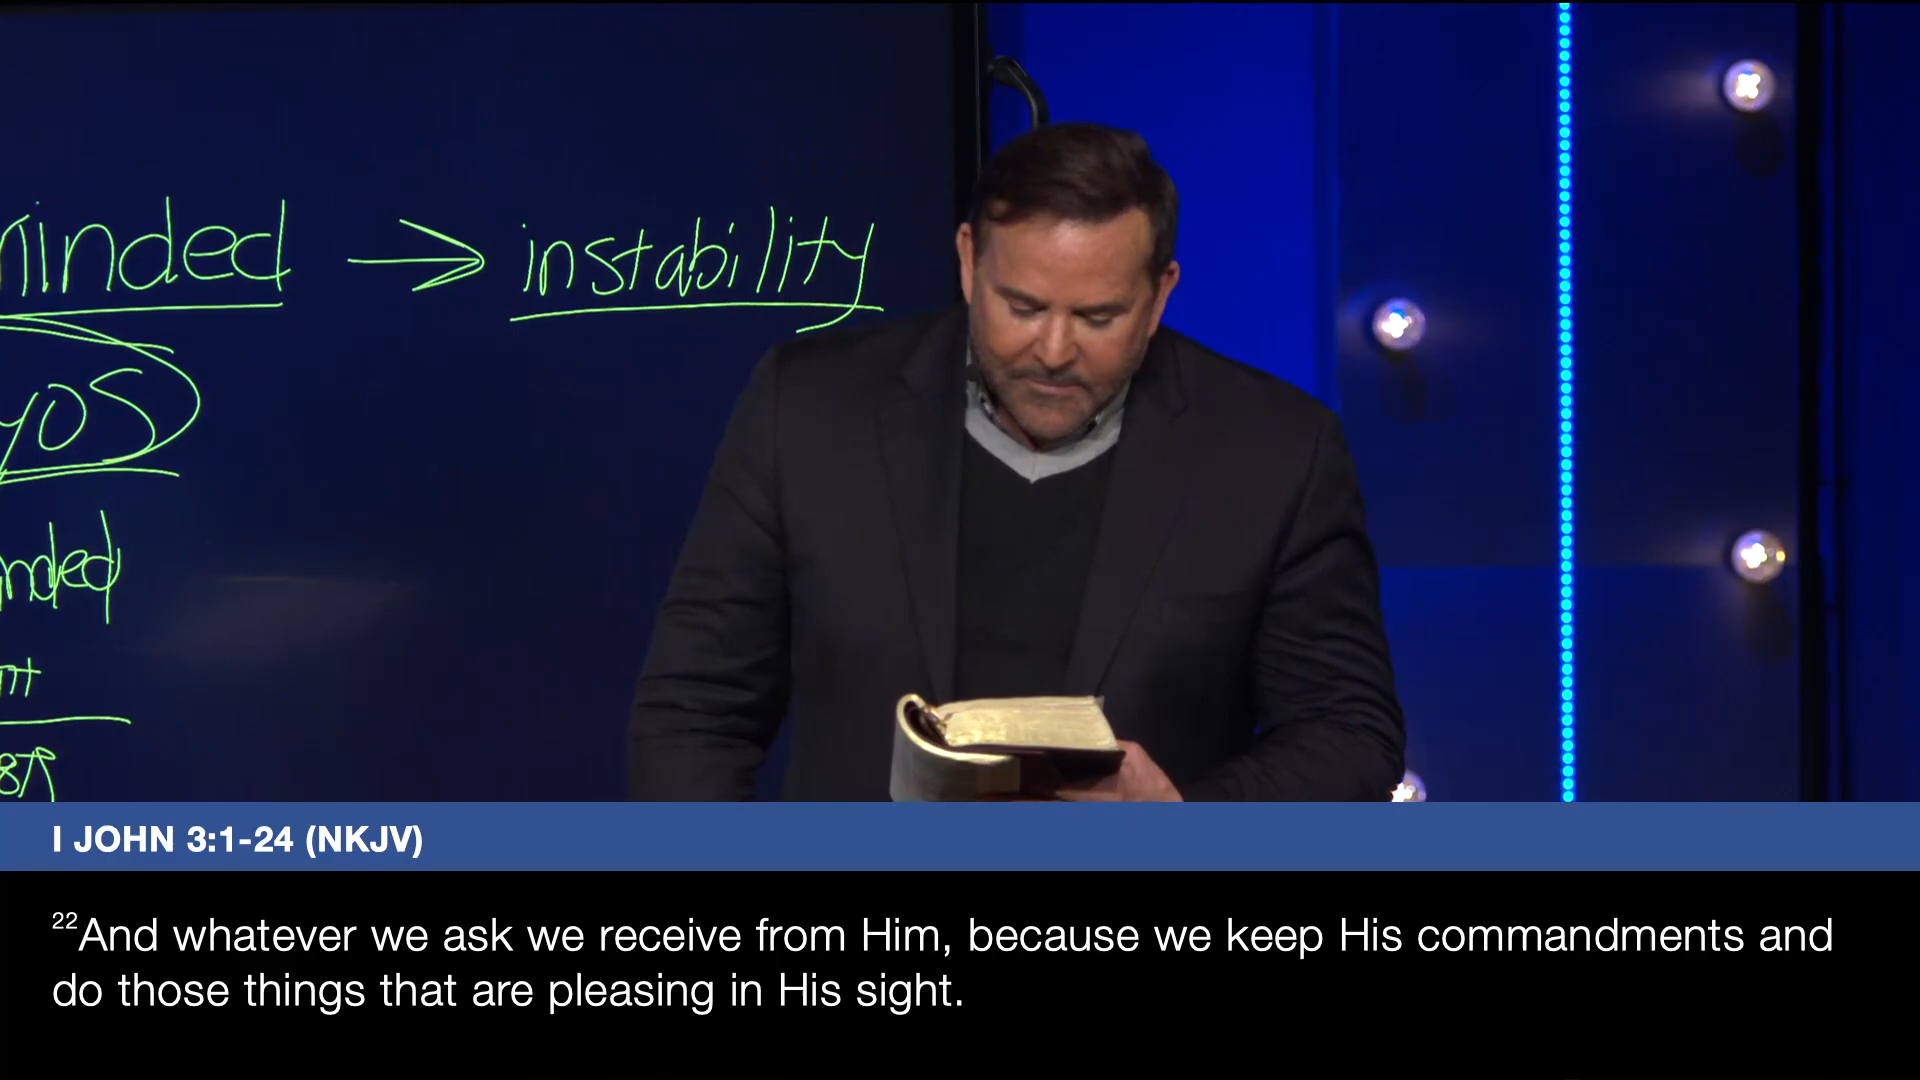 instability
I JOHN 3:1-24 (NKJV)
22And whatever we ask we receive from Him, because we keep His commandments and
do those things that are pleasing in His sight.